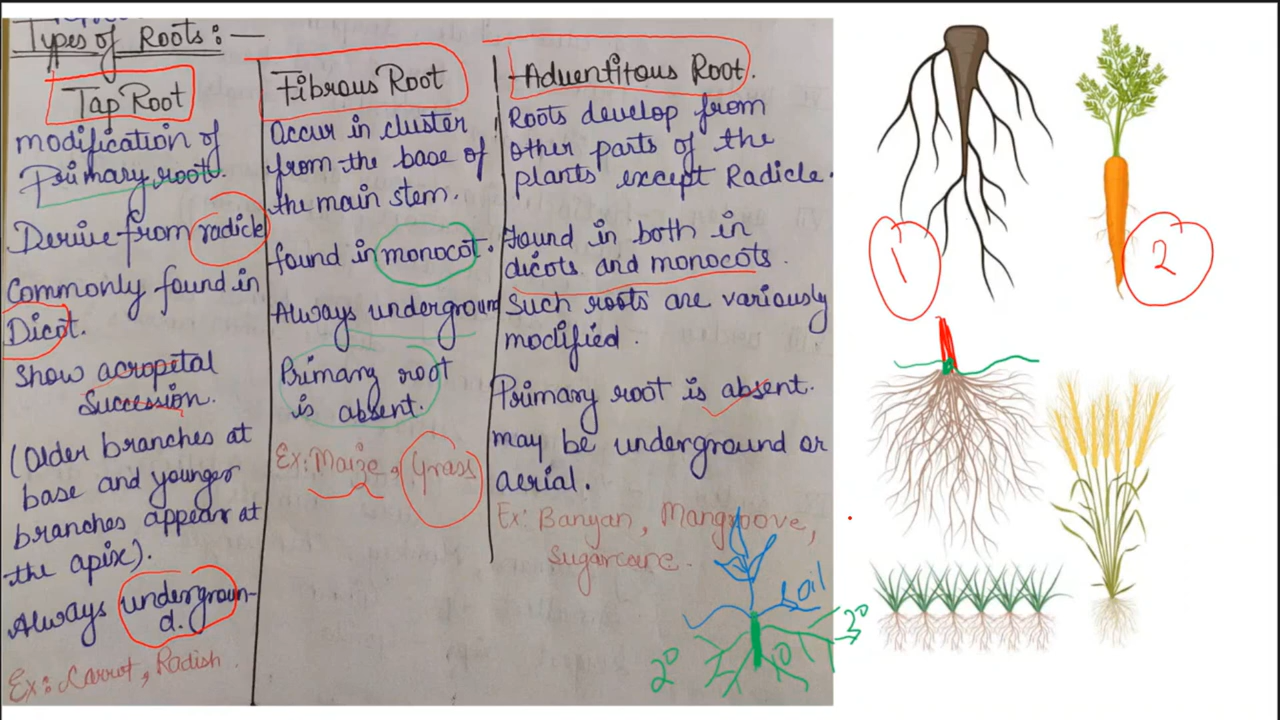 Types of Roots:—
Tap Root
modification of
Primary root.
Derive from radicle
Commonly found in
Dicot.
Show acropetal
Succession.
(Older branches at
base and younger
branches appear at
the apix).
Always undergroun-
d.
Ex: Carrot, Radish.
Fibrous Root
Occur in cluster
from the base of
the main stem.
found in monocot.
Always underground
Primary root
is absent.
Ex: Maize, Grass
Adventitous Root.
Roots develop from
other parts of the
plants except Radicle.
Found in both in
dicots and monocots.
Such roots are variously
modified.
Primary root is absent.
may be underground or
aerial.
Ex: Banyan, Mangroove,
Sugarcane.
soil
2°
1°
2°
1
2